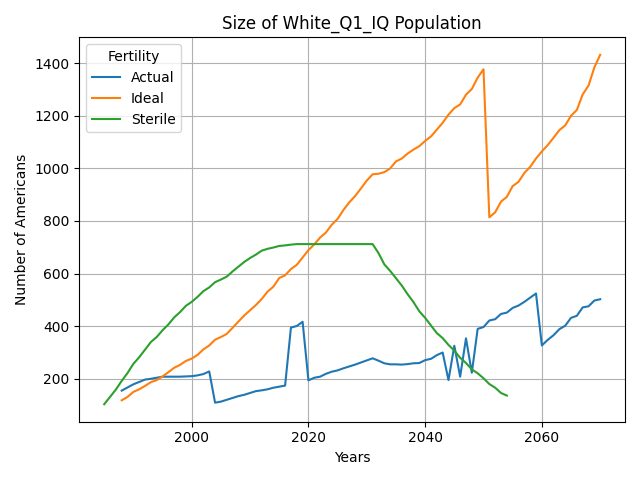 Size of White_Q1_IQ Population
Fertility
Actual
Ideal
Sterile
Number of Americans
1400
1200
1000
800
600
400
200
2000
2020
2040
2060
Years